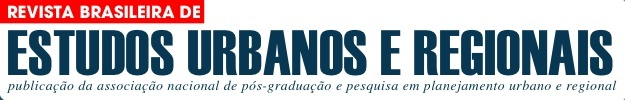 REVISTA BRASILEIRA DE
ESTUDOS URBANOS E REGIONAIS
publicação da associação nacional de pós-graduação e pesquisa em planejamento urbano e regional